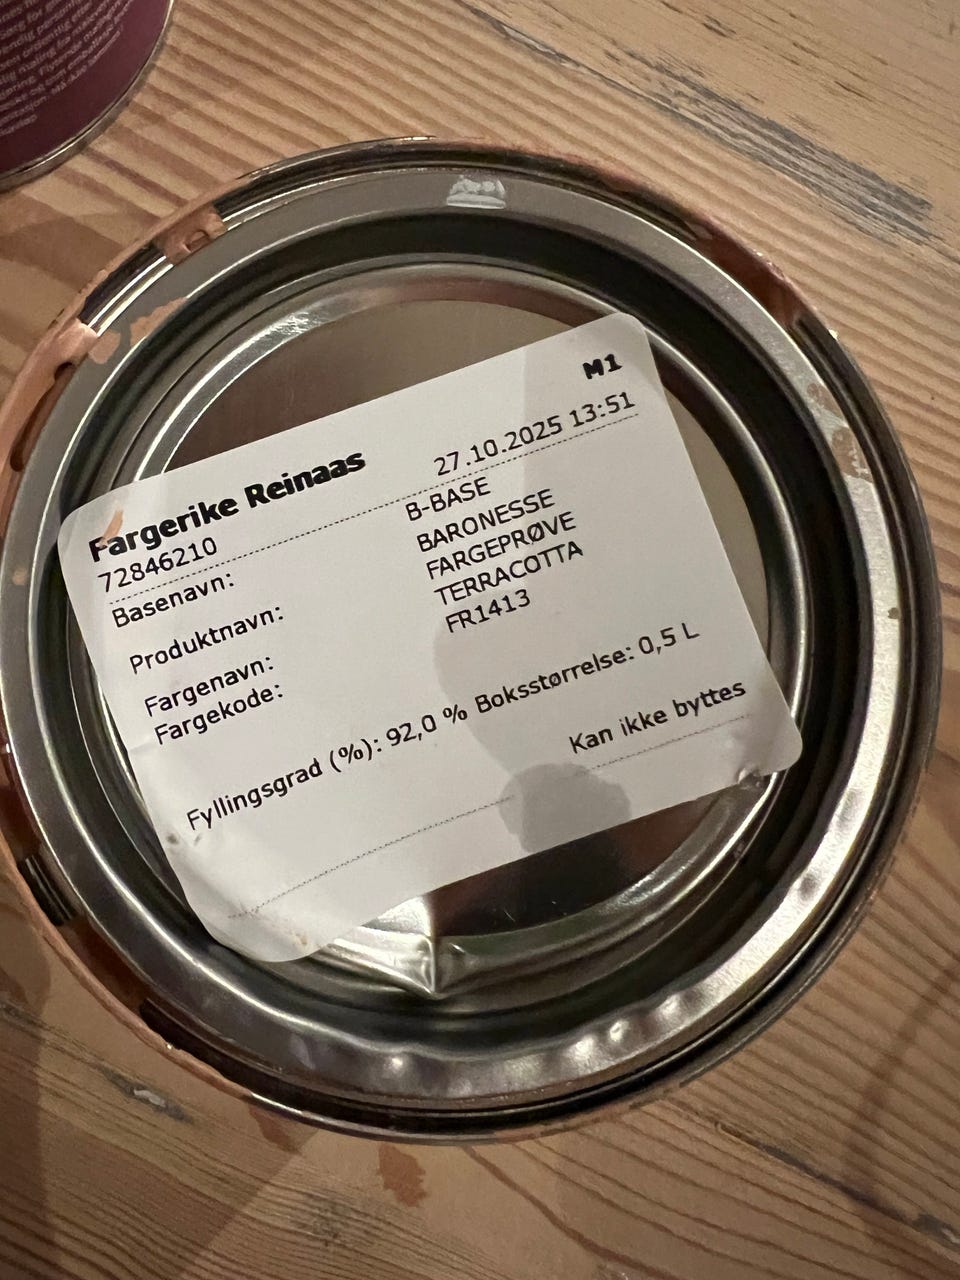 M1
Fargerike Reinaas
27.10.2025 13:51
72846210
Basenavn: B-BASE
Produktnavn: BARONESSE
FARGEPRØVE
Fargenavn: TERRACOTTA
Fargekode: FR1413
Fyllingsgrad (%): 92,0 % Boksstørrelse: 0,5 L
Kan ikke byttes